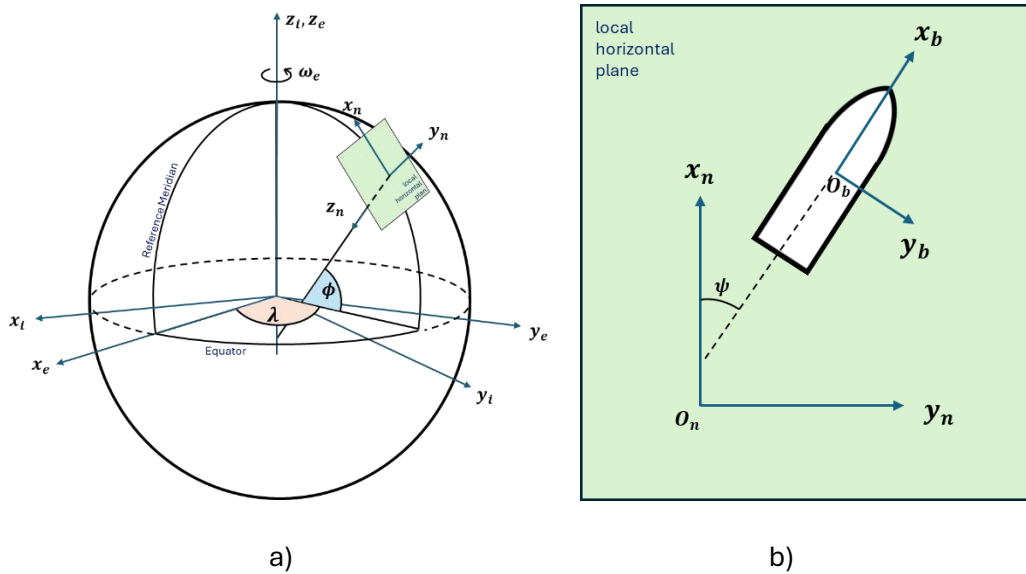 z_i, z_e
ω_e
x_n
y_n
local
horizontal
plan
z_n
Reference Meridian
ϕ
λ
x_i
y_e
x_e
Equator
y_i
a)
local
horizontal
plane
x_b
x_n
O_b
y_b
ψ
O_n
y_n
b)